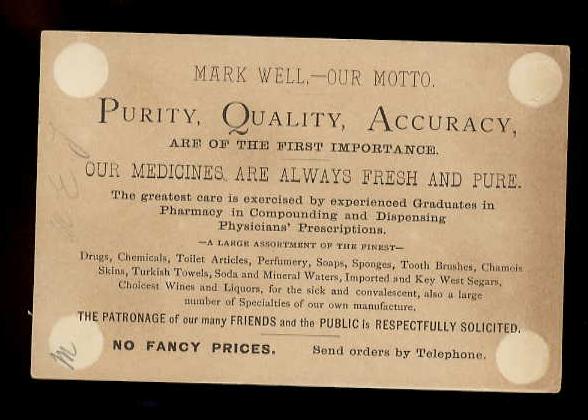 MARK WELL,—OUR MOTTO.
PURITY, QUALITY, ACCURACY,
ARE OF THE FIRST IMPORTANCE.
OUR MEDICINES ARE ALWAYS FRESH AND PURE.
The greatest care is exercised by experienced Graduates in
Pharmacy in Compounding and Dispensing
Physicians' Prescriptions.
—A LARGE ASSORTMENT OF THE FINEST—
Drugs, Chemicals, Toilet Articles, Perfumery, Soaps, Sponges, Tooth Brushes, Chamois
Skins, Turkish Towels, Soda and Mineral Waters, Imported and Key West Segars,
Choicest Wines and Liquors, for the sick and convalescent, also a large
number of Specialties of our own manufacture.
THE PATRONAGE of our many FRIENDS and the PUBLIC is RESPECTFULLY SOLICITED.
NO FANCY PRICES. Send orders by Telephone.